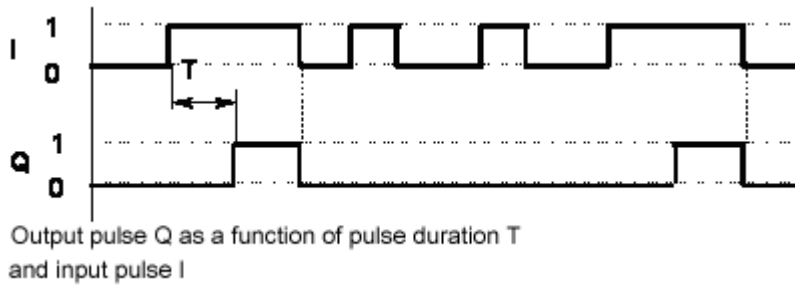 1
I
0
T
1
Q
0
Output pulse Q as a function of pulse duration T
and input pulse I